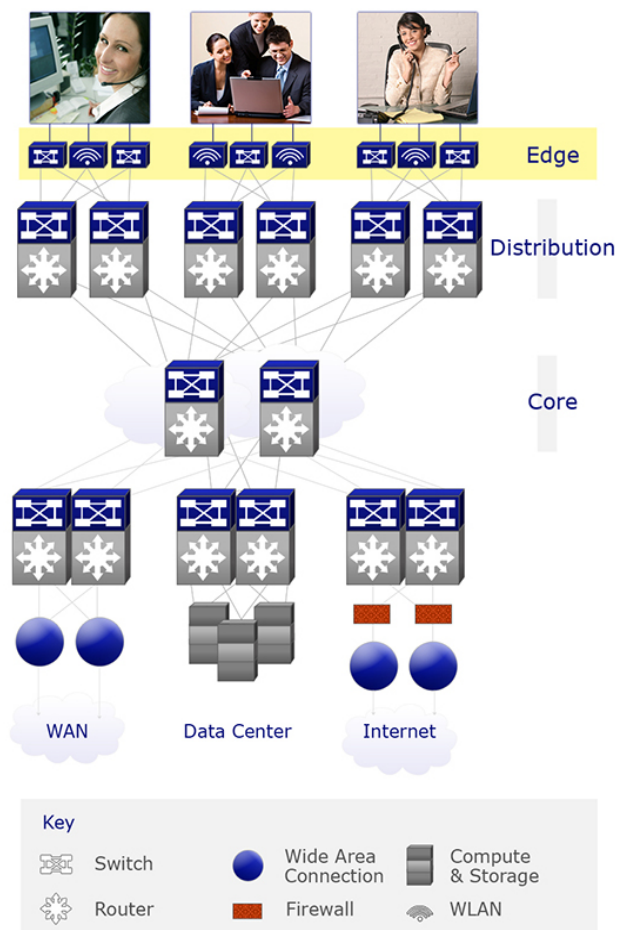 Edge
Distribution
Core
WAN
Data Center
Internet
Key
Switch
Wide Area
Connection
Compute
& Storage
Router
Firewall
WLAN